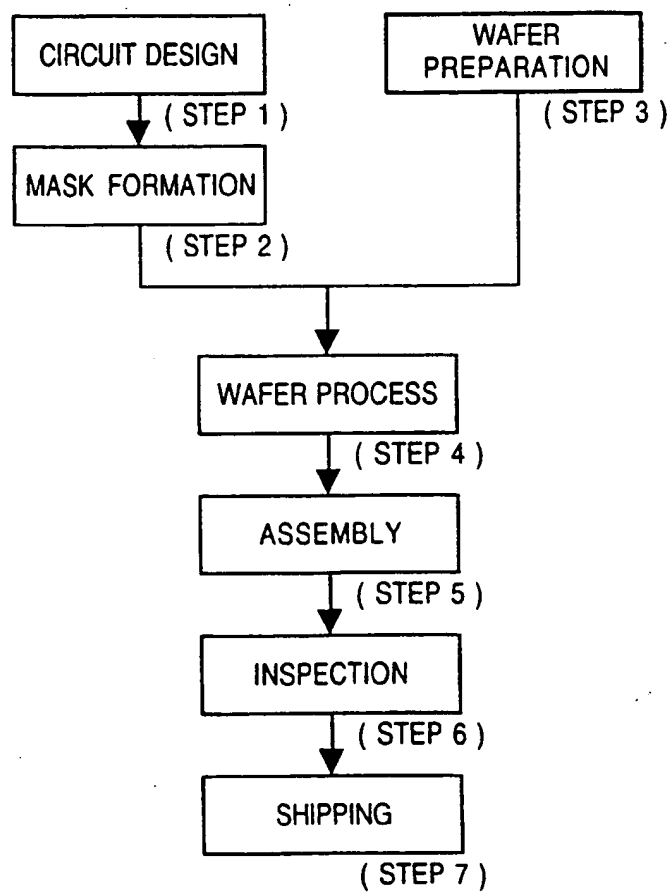 CIRCUIT DESIGN
( STEP 1 )
MASK FORMATION
( STEP 2 )
WAFER
PREPARATION
( STEP 3 )
WAFER PROCESS
( STEP 4 )
ASSEMBLY
( STEP 5 )
INSPECTION
( STEP 6 )
SHIPPING
( STEP 7 )